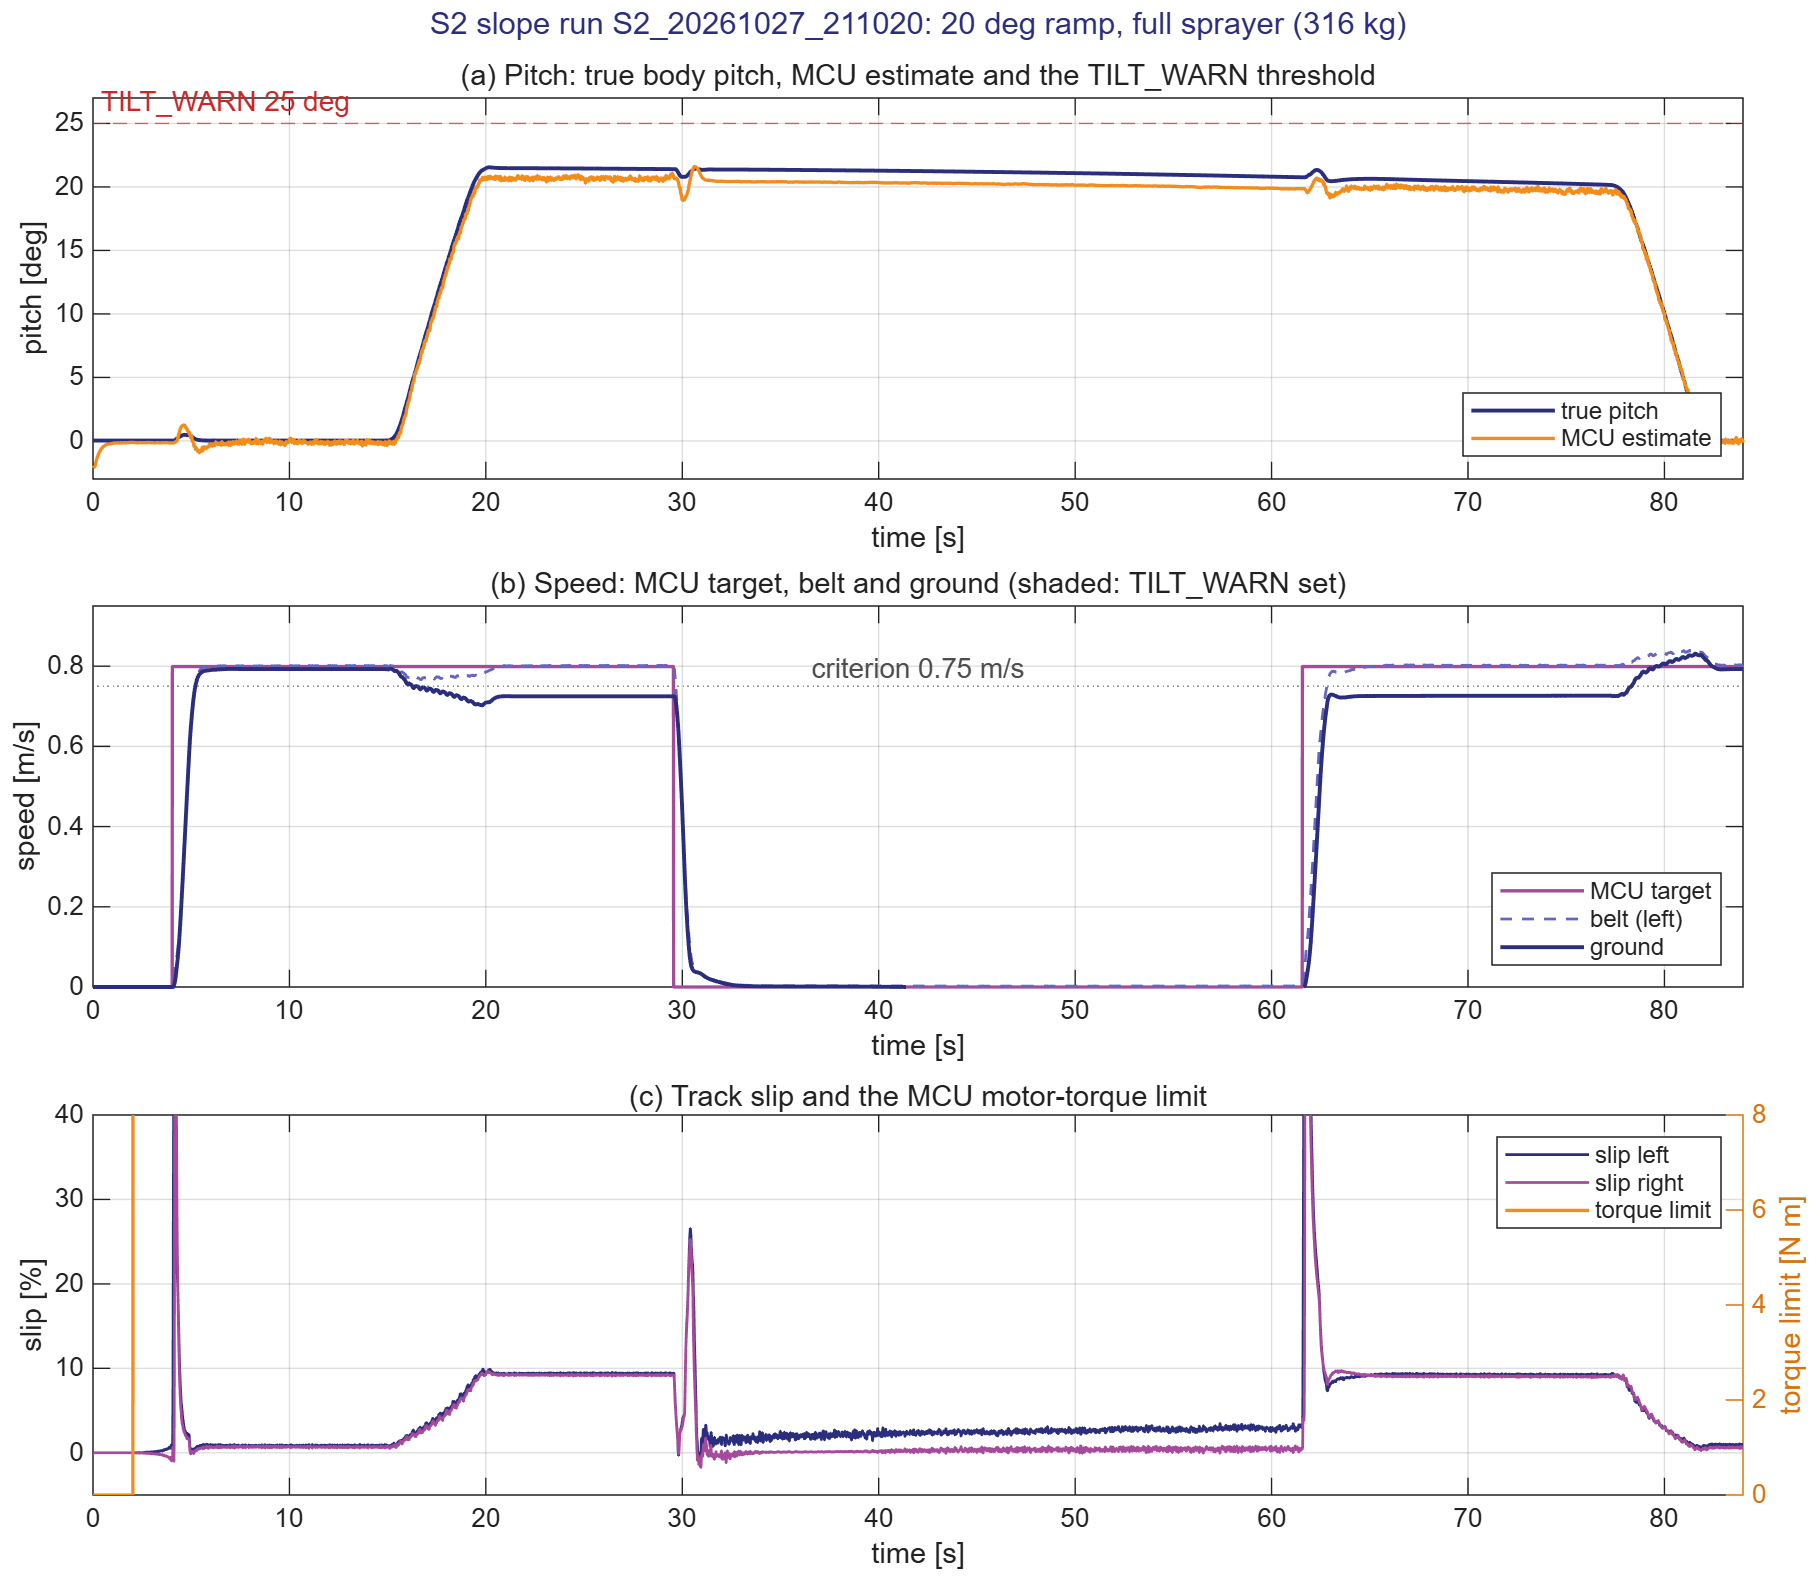 S2 slope run S2_20261027_211020: 20 deg ramp, full sprayer (316 kg)
(a) Pitch: true body pitch, MCU estimate and the TILT_WARN threshold
TILT_WARN 25 deg
pitch [deg]
25
20
15
10
5
0
true pitch
MCU estimate
0 10 20 30 40 50 60 70 80
time [s]
(b) Speed: MCU target, belt and ground (shaded: TILT_WARN set)
speed [m/s]
0.8
0.6
0.4
0.2
0
criterion 0.75 m/s
MCU target
belt (left)
ground
0 10 20 30 40 50 60 70 80
time [s]
(c) Track slip and the MCU motor-torque limit
slip [%]
40
30
20
10
0
slip left
slip right
torque limit
8
6
4
2
0
torque limit [N m]
0 10 20 30 40 50 60 70 80
time [s]